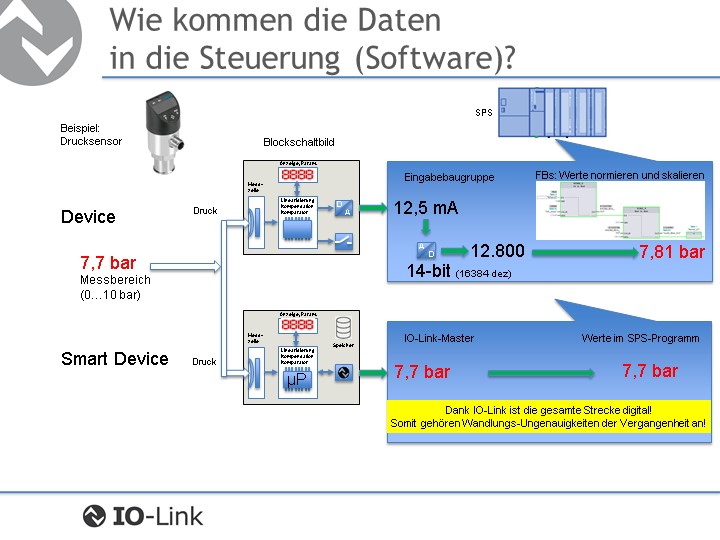 Wie kommen die Daten
in die Steuerung (Software)?
SPS
Beispiel:
Drucksensor
Blockschaltbild
Anzeige, Param.
8888
Mess-
zelle
Linearisierung
Kompensation
Komparator
D
A
Device
Druck
7,7 bar
Messbereich
(0…10 bar)
Eingabebaugruppe
FBs: Werte normieren und skalieren
12,5 mA
A
D
12.800
14-bit (16384 dez)
7,81 bar
Anzeige, Param.
8888
Mess-
zelle
Linearisierung
Kompensation
Komparator
Speicher
µP
Smart Device
Druck
IO-Link-Master
Werte im SPS-Programm
7,7 bar
7,7 bar
Dank IO-Link ist die gesamte Strecke digital!
Somit gehören Wandlungs-Ungenauigkeiten der Vergangenheit an!
IO-Link